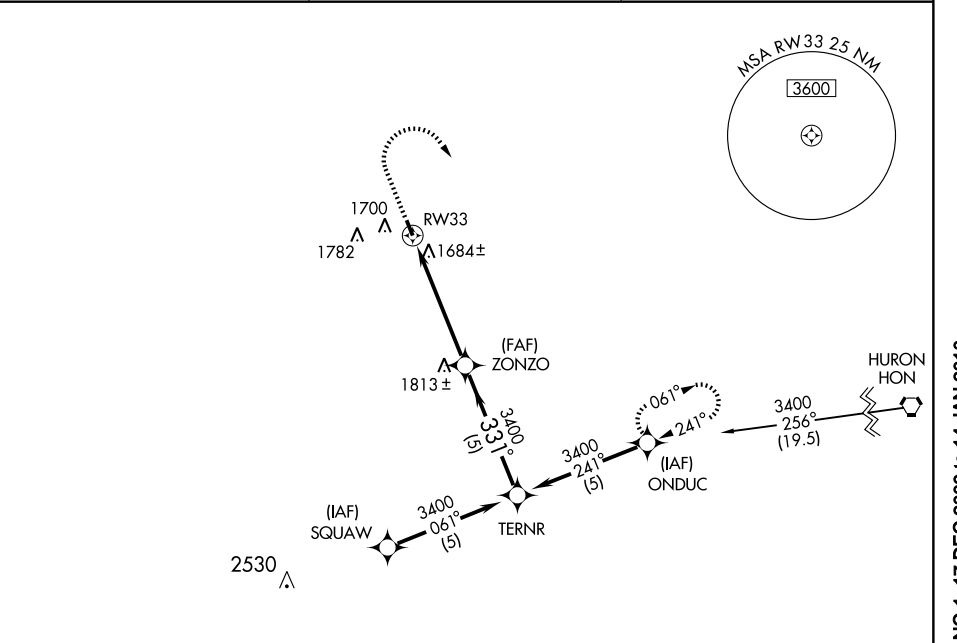 MSA RW33 25 NM
3600
1700
RW33
1782
1684±
(FAF)
ZONZO
1813±
HURON
HON
3400
256°
(19.5)
061°
241°
3400
331°
(5)
3400
241°
(5)
(IAF)
ONDUC
(IAF)
SQUAW
3400
061°
(5)
TERNR
2530